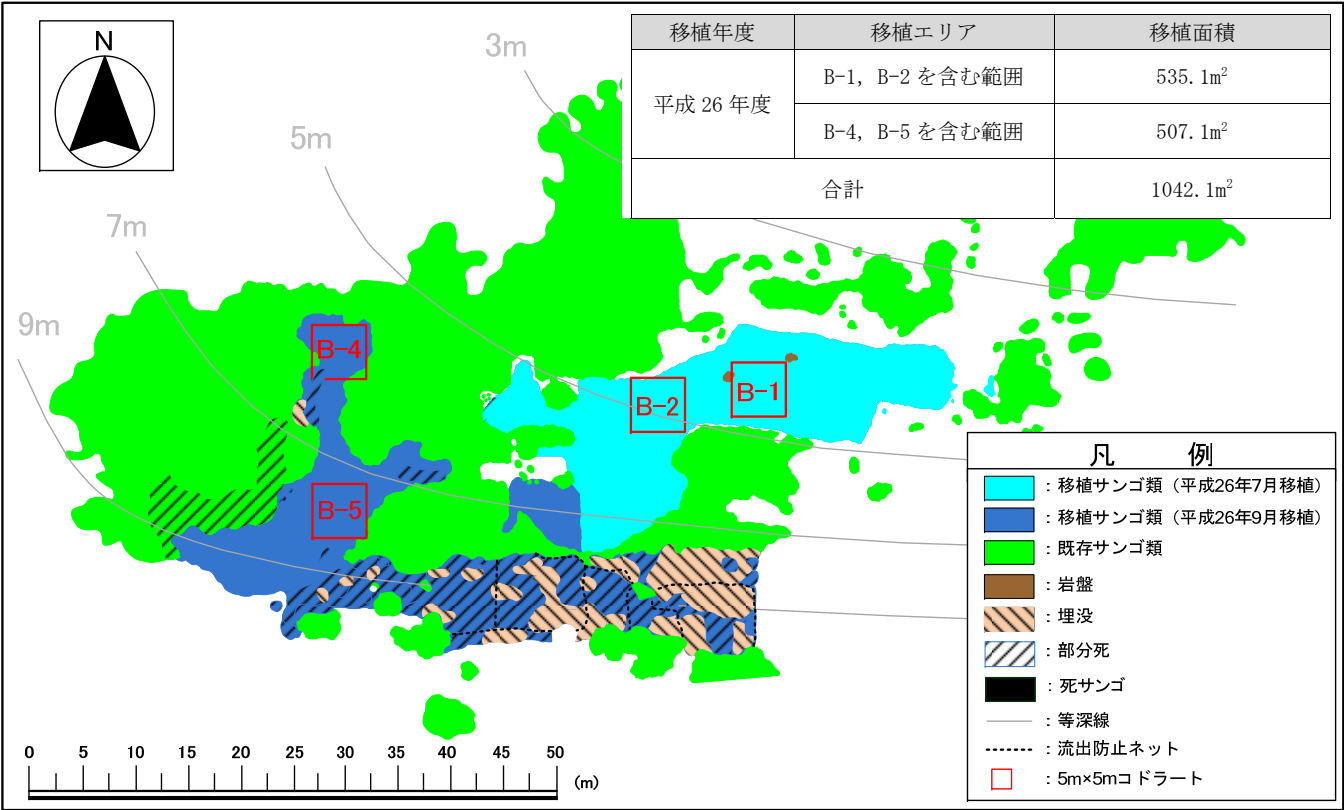 N
3m
5m
7m
9m
移植年度 移植エリア 移植面積
平成 26 年度
B-1, B-2 を含む範囲 535.1m²
B-4, B-5 を含む範囲 507.1m²
合計 1042.1m²
B-4
B-2
B-1
B-5
凡 例
：移植サンゴ類（平成26年7月移植）
：移植サンゴ類（平成26年9月移植）
：既存サンゴ類
：岩盤
：埋没
：部分死
：死サンゴ
：等深線
：流出防止ネット
：5m×5mコドラート
0 5 10 15 20 25 30 35 40 45 50
(m)